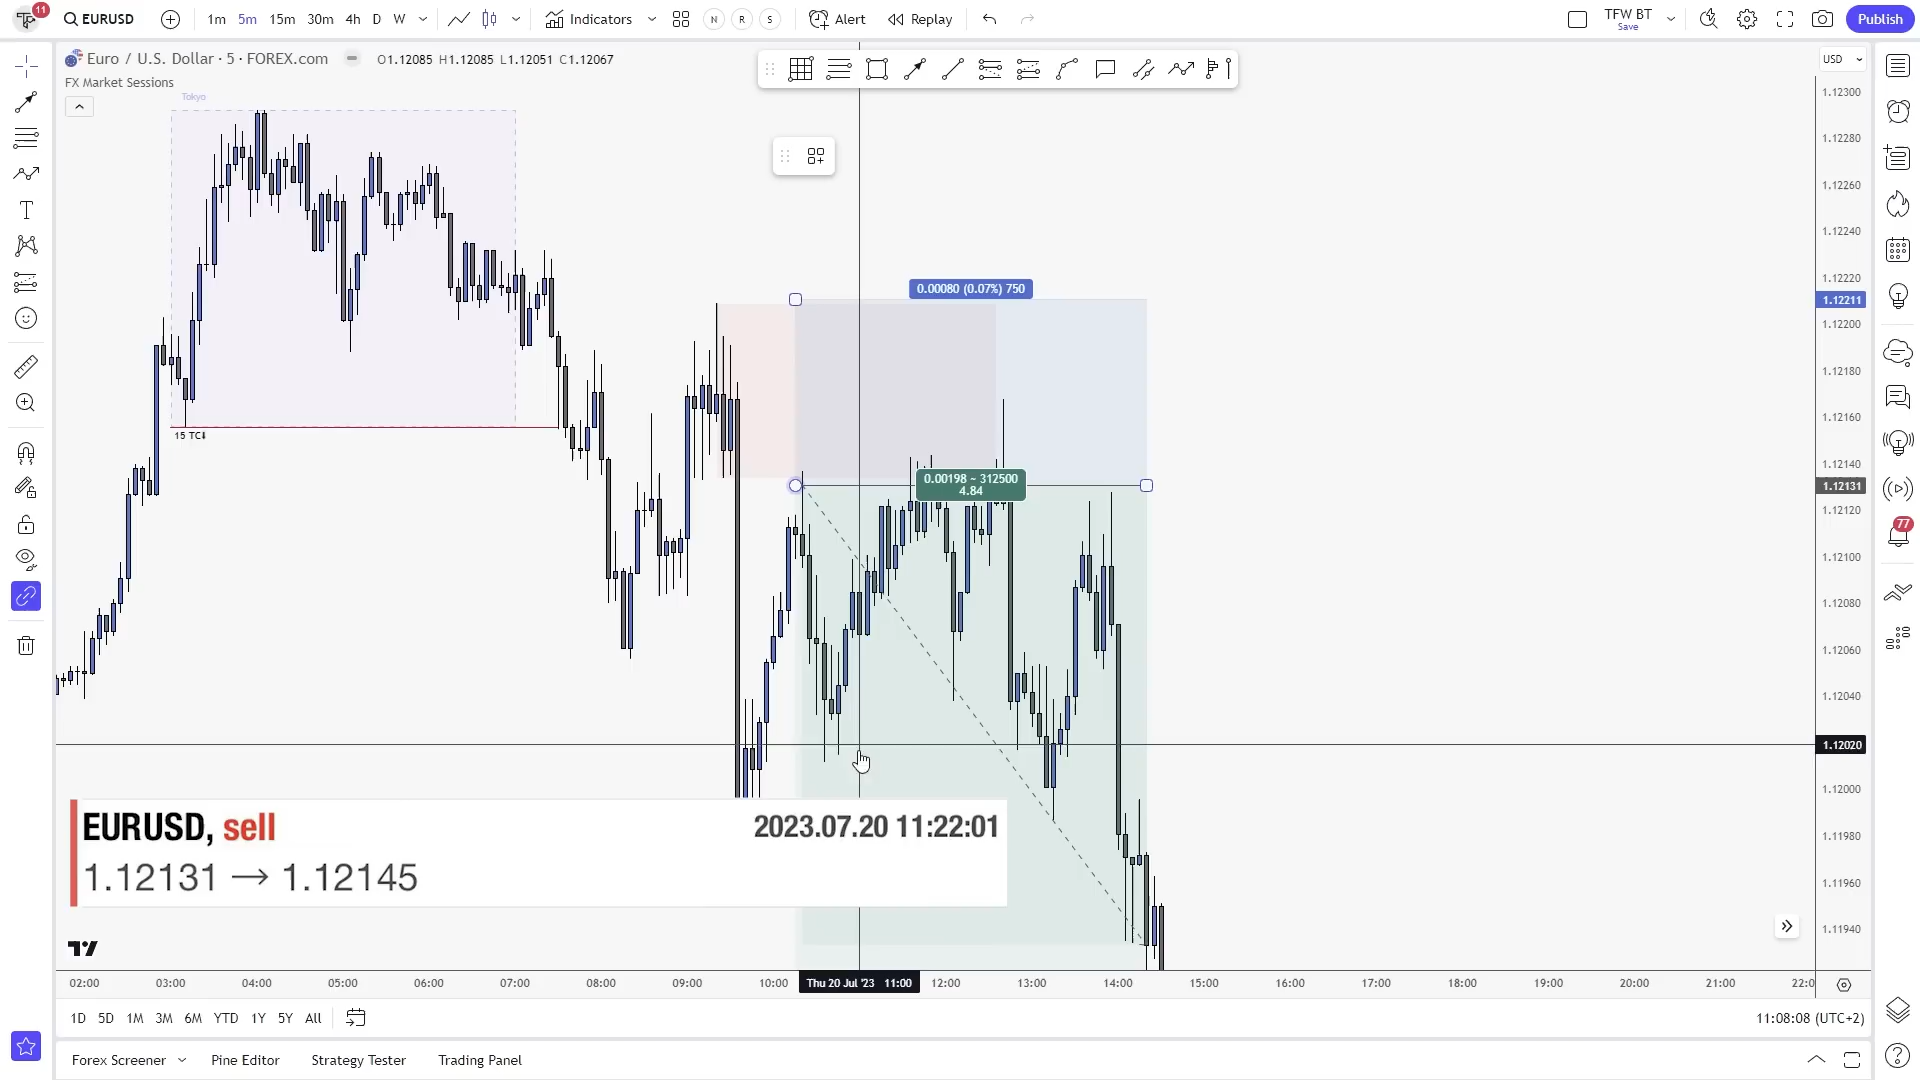 11
EURUSD
1m 5m 15m 30m 4h D W
Indicators
N R S
Alert
Replay
TFW BT
Save
Publish
Euro / U.S. Dollar · 5 · FOREX.com
O1.12085 H1.12085 L1.12051 C1.12067
FX Market Sessions
Tokyo
15 TC
0.00080 (0.07%) 750
0.00198 ~ 312500
4.84
USD
1.12300
1.12280
1.12260
1.12240
1.12220
1.12211
1.12200
1.12180
1.12160
1.12140
1.12131
1.12120
1.12100
1.12080
1.12060
1.12040
1.12020
1.12000
1.11980
1.11960
1.11940
77
EURUSD, sell
2023.07.20 11:22:01
1.12131 → 1.12145
02:00 03:00 04:00 05:00 06:00 07:00 08:00 09:00 10:00 Thu 20 Jul '23 11:00 12:00 13:00 14:00 15:00 16:00 17:00 18:00 19:00 20:00 21:00 22:0
1D 5D 1M 3M 6M YTD 1Y 5Y All
11:08:08 (UTC+2)
Forex Screener Pine Editor Strategy Tester Trading Panel